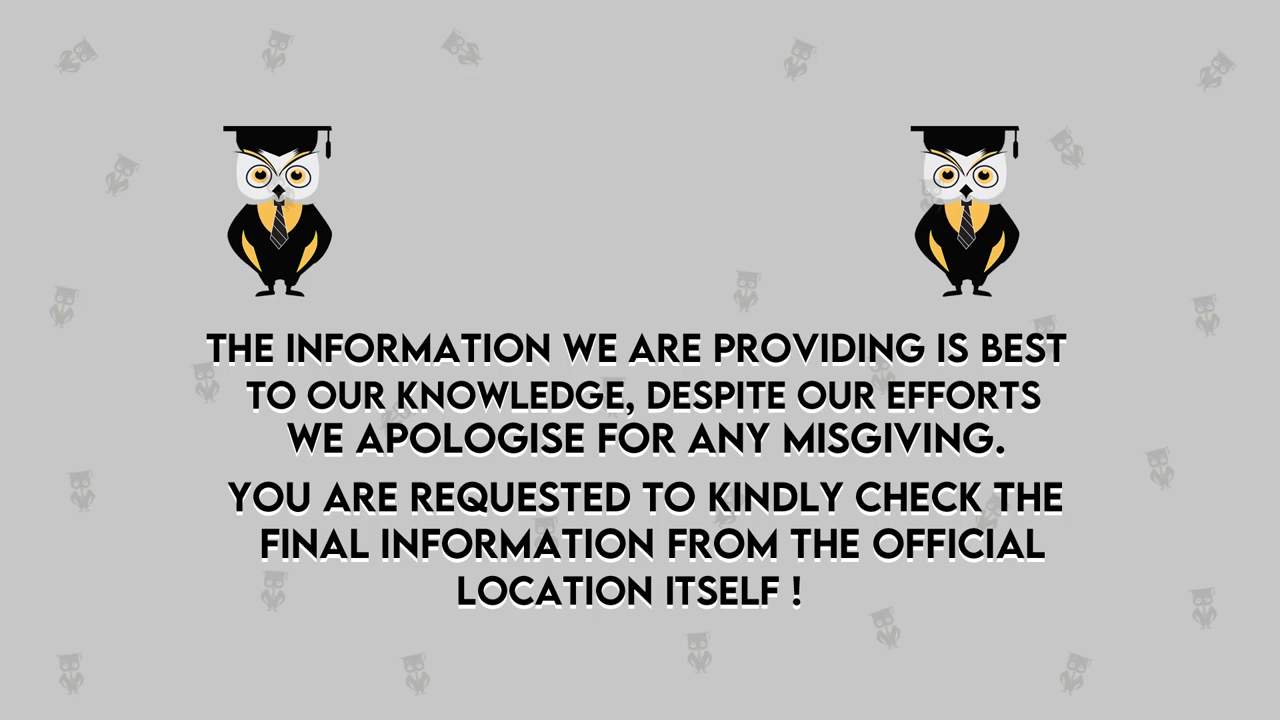 THE INFORMATION WE ARE PROVIDING IS BEST
TO OUR KNOWLEDGE, DESPITE OUR EFFORTS
WE APOLOGISE FOR ANY MISGIVING.
YOU ARE REQUESTED TO KINDLY CHECK THE
FINAL INFORMATION FROM THE OFFICIAL
LOCATION ITSELF !